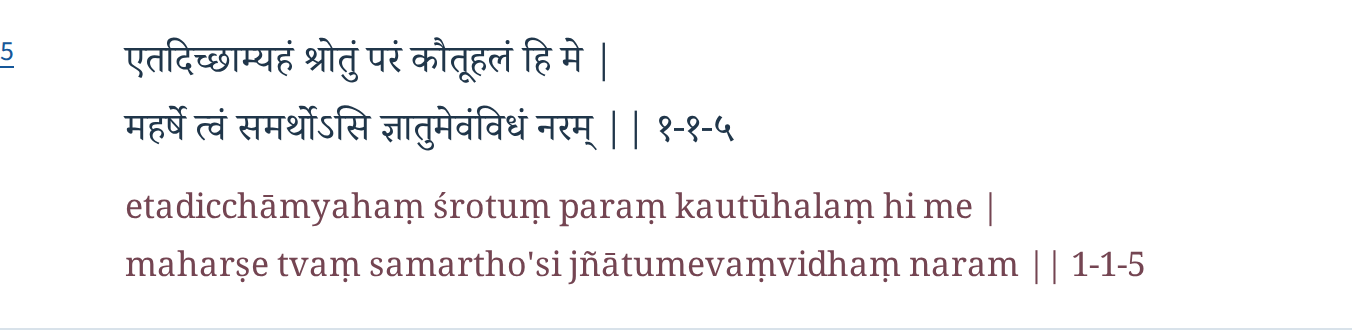 5
एतदिच्छाम्यहं श्रोतुं परं कौतूहलं हि मे |
महर्षे त्वं समर्थोऽसि ज्ञातुमेवंविधं नरम् || १-१-५
etadicchāmyahaṃ śrotuṃ paraṃ kautūhalaṃ hi me |
maharṣe tvaṃ samartho'si jñātumevaṃvidhaṃ naram || 1-1-5